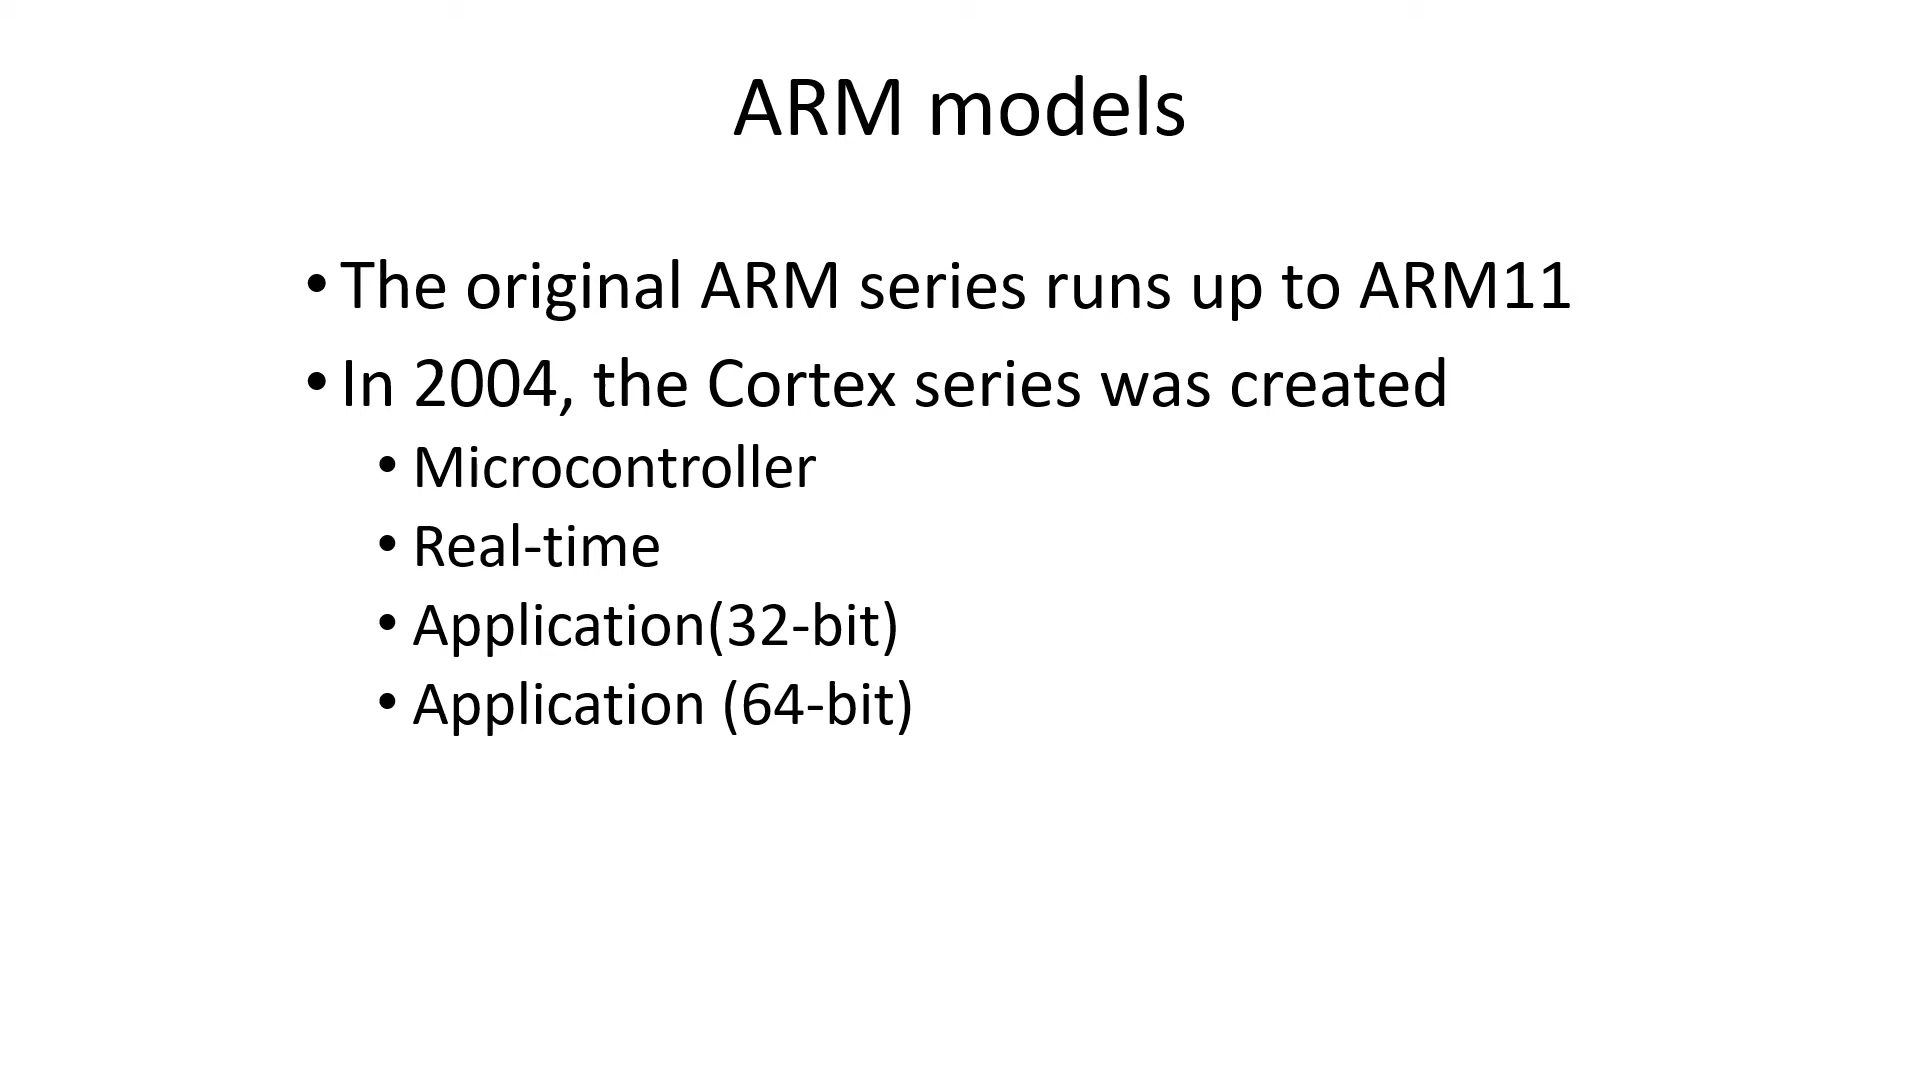 ARM models
• The original ARM series runs up to ARM11
• In 2004, the Cortex series was created
• Microcontroller
• Real-time
• Application(32-bit)
• Application (64-bit)